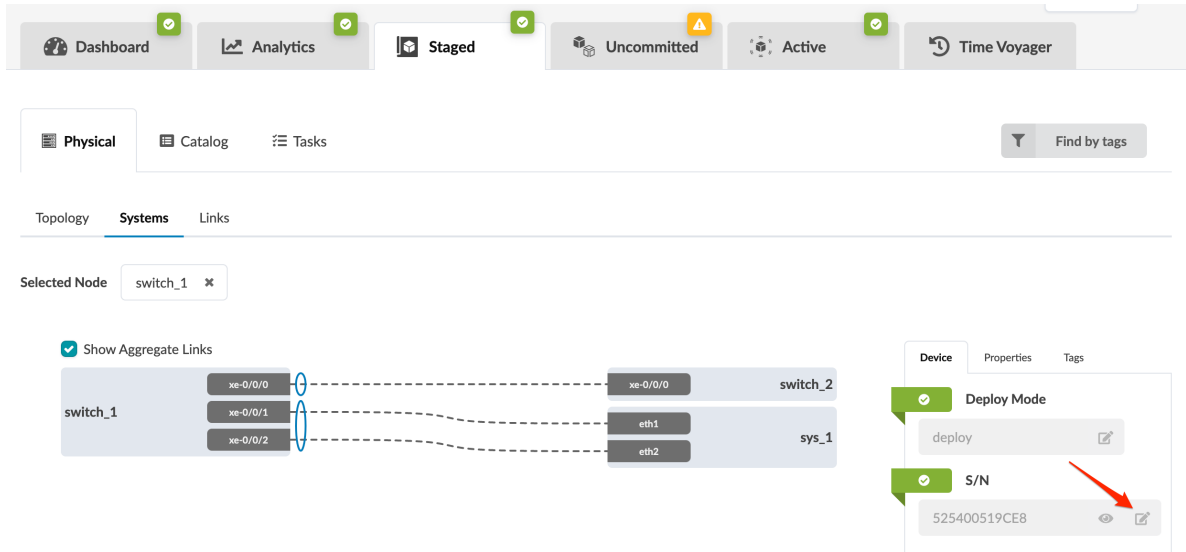 Dashboard
Analytics
Staged
Uncommitted
Active
Time Voyager
Physical
Catalog
Tasks
Find by tags
Topology
Systems
Links
Selected Node
switch_1
Show Aggregate Links
switch_1
xe-0/0/0
xe-0/0/1
xe-0/0/2
xe-0/0/0
switch_2
eth1
eth2
sys_1
Device
Properties
Tags
Deploy Mode
deploy
S/N
525400519CE8